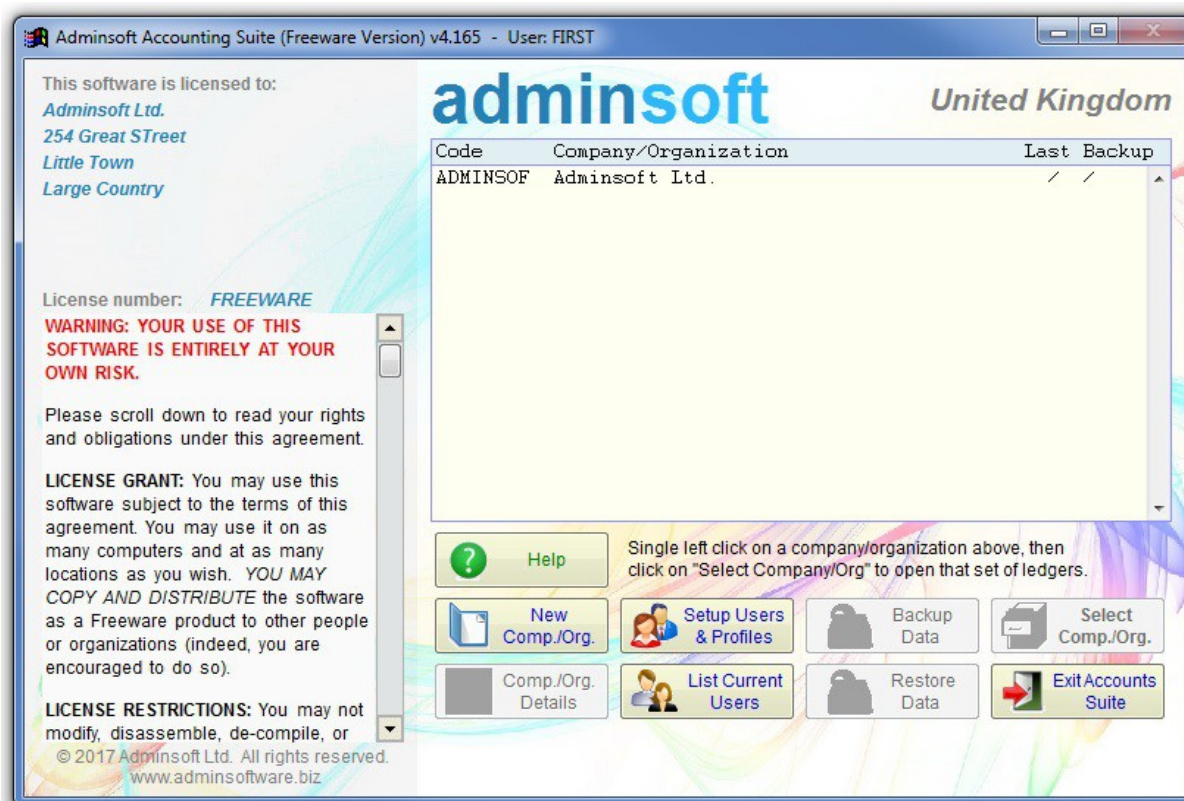 Adminsoft Accounting Suite (Freeware Version) v4.165 - User: FIRST
This software is licensed to:
Adminsoft Ltd.
254 Great STreet
Little Town
Large Country
License number: FREEWARE
WARNING: YOUR USE OF THIS
SOFTWARE IS ENTIRELY AT YOUR
OWN RISK.
Please scroll down to read your rights
and obligations under this agreement.
LICENSE GRANT: You may use this
software subject to the terms of this
agreement. You may use it on as
many computers and at as many
locations as you wish. YOU MAY
COPY AND DISTRIBUTE the software
as a Freeware product to other people
or organizations (indeed, you are
encouraged to do so).
LICENSE RESTRICTIONS: You may not
modify, disassemble, de-compile, or
© 2017 Adminsoft Ltd. All rights reserved.
www.adminsoftware.biz
adminsoft
United Kingdom
Code Company/Organization Last Backup
ADMINSOF Adminsoft Ltd. / /
Help
Single left click on a company/organization above, then
click on "Select Company/Org" to open that set of ledgers.
New
Comp./Org.
Setup Users
& Profiles
Backup
Data
Select
Comp./Org.
Comp./Org.
Details
List Current
Users
Restore
Data
Exit Accounts
Suite